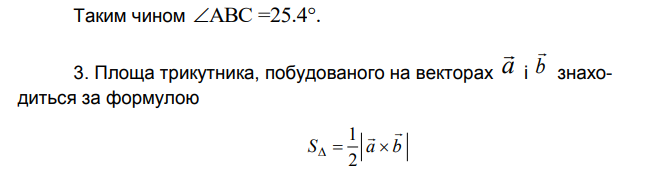 Таким чином ∠ABC =25.4°.
3. Площа трикутника, побудованого на векторах a⃗ і b⃗ знахо-
диться за формулою
S_Δ = 1/2 |a⃗ × b⃗|